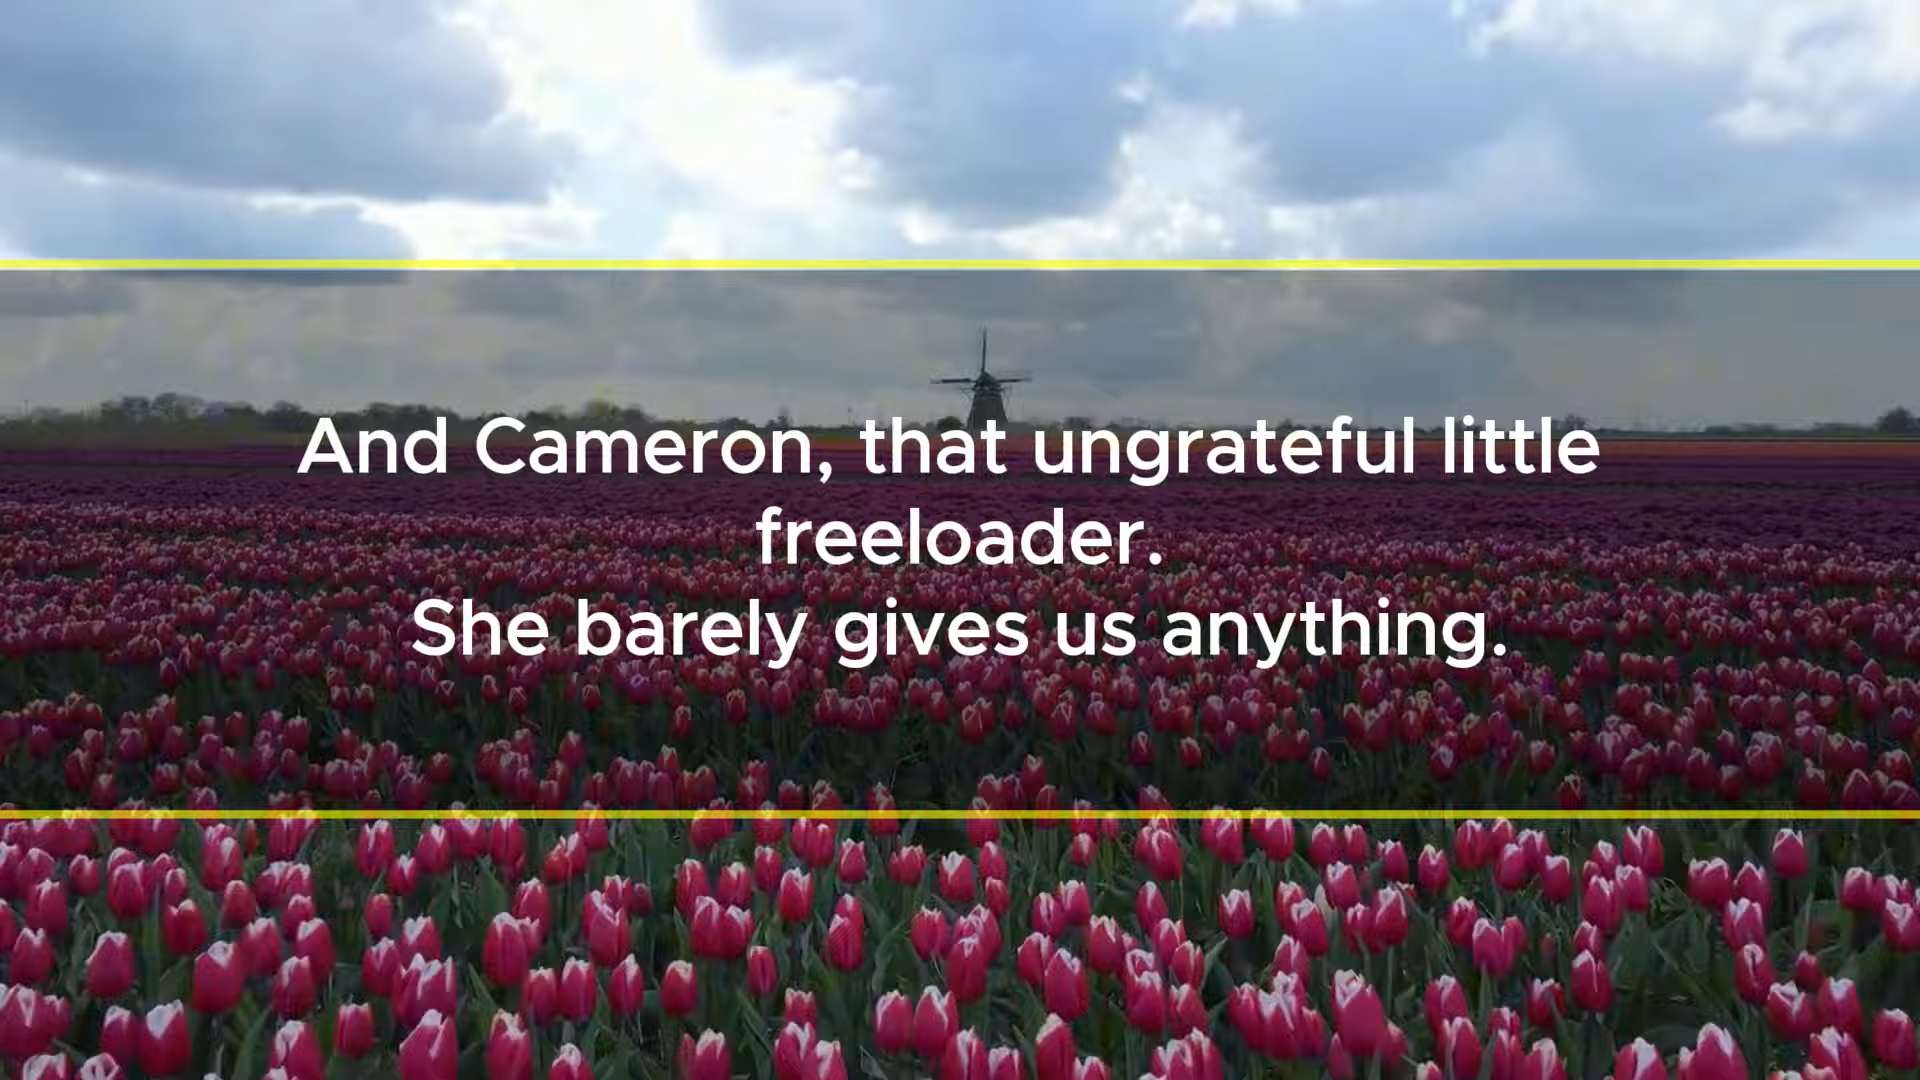 And Cameron, that ungrateful little
freeloader.
She barely gives us anything.